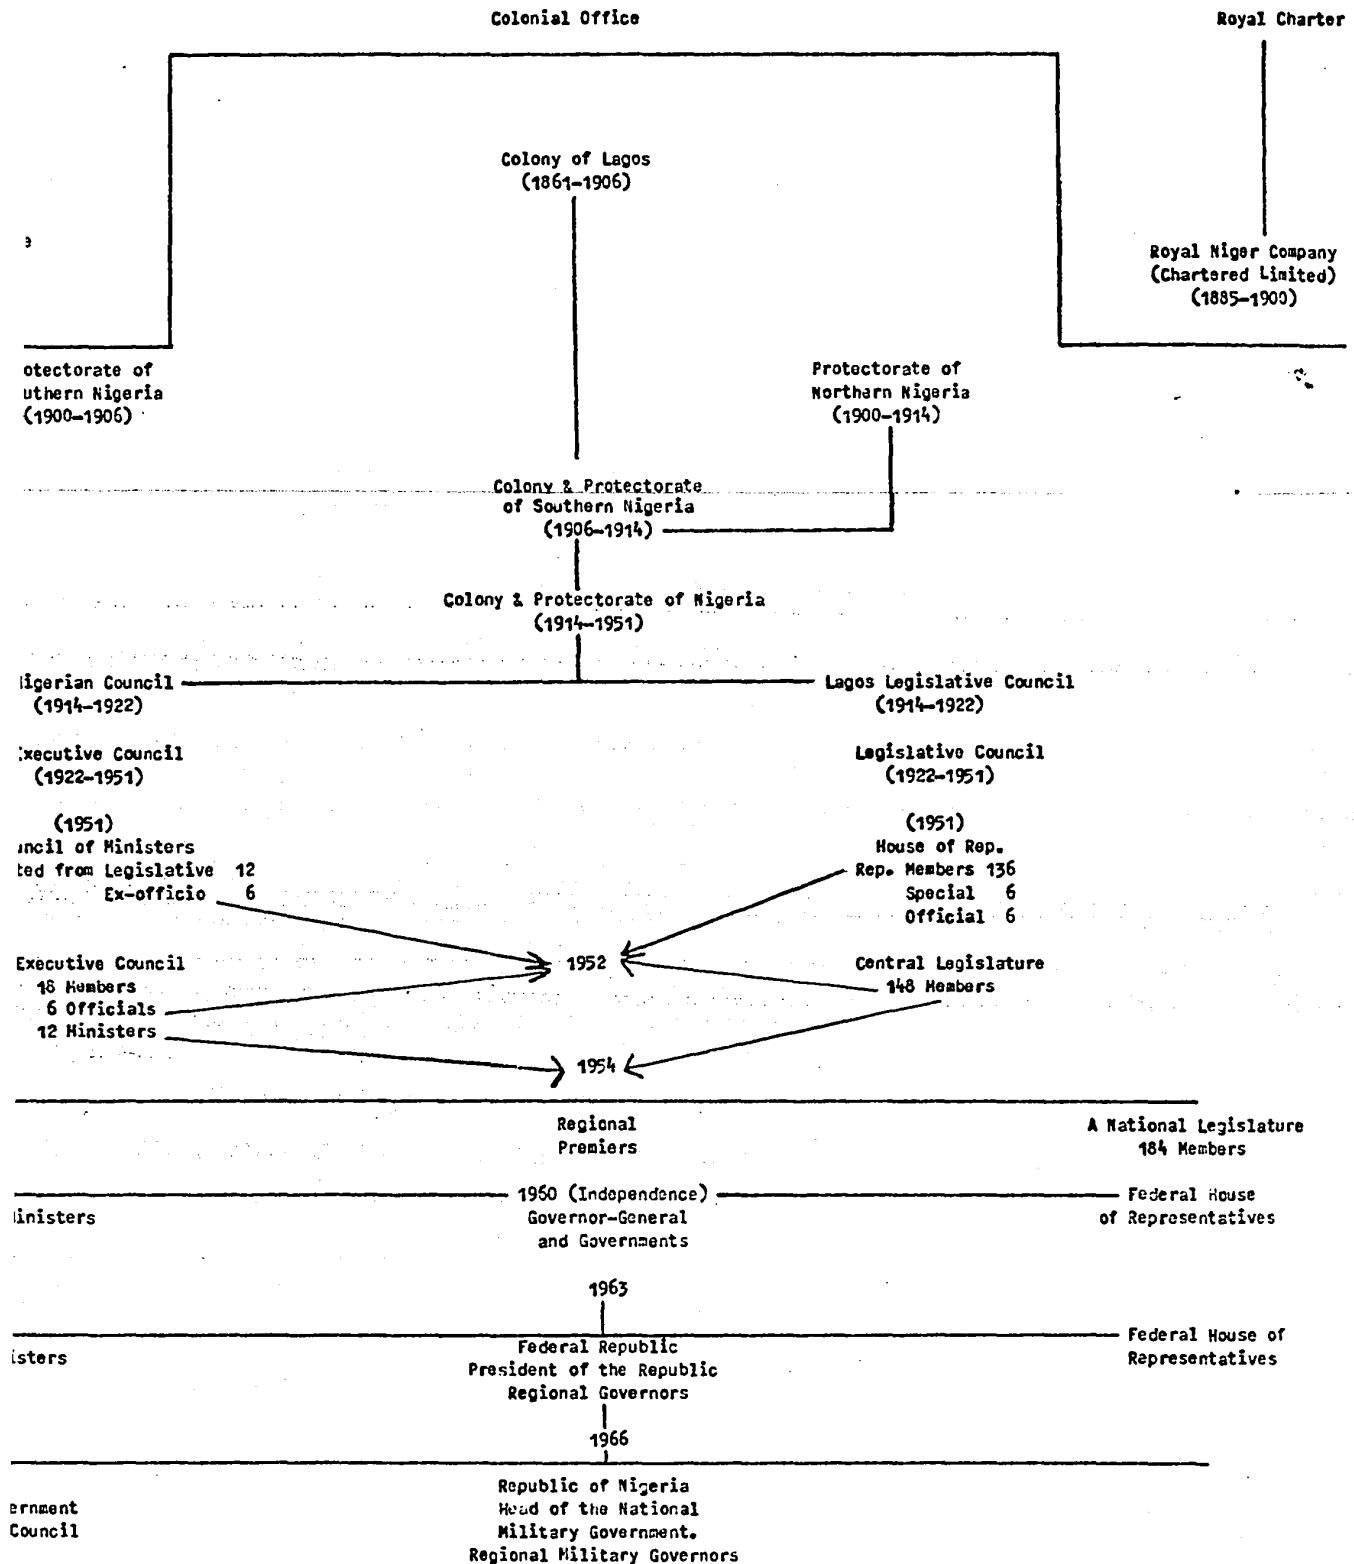 Colonial Office
Royal Charter
Colony of Lagos
(1861-1906)
e
Royal Niger Company
(Chartered Limited)
(1885-1900)
otectorate of
uthern Nigeria
(1900-1906)
Protectorate of
Northern Nigeria
(1900-1914)
Colony & Protectorate
of Southern Nigeria
(1906-1914)
Colony & Protectorate of Nigeria
(1914-1951)
igerian Council
(1914-1922)
Lagos Legislative Council
(1914-1922)
xecutive Council
(1922-1951)
Legislative Council
(1922-1951)
(1951)
uncil of Ministers
ted from Legislative 12
Ex-officio 6
(1951)
House of Rep.
Rep. Members 136
Special 6
Official 6
Executive Council
18 Members
6 Officials
12 Ministers
1952
Central Legislature
148 Members
1954
Regional
Premiers
A National Legislature
184 Members
inisters
1960 (Independence)
Governor-General
and Governments
Federal House
of Representatives
1963
isters
Federal Republic
President of the Republic
Regional Governors
Federal House of
Representatives
1966
ernment
Council
Republic of Nigeria
Head of the National
Military Government.
Regional Military Governors